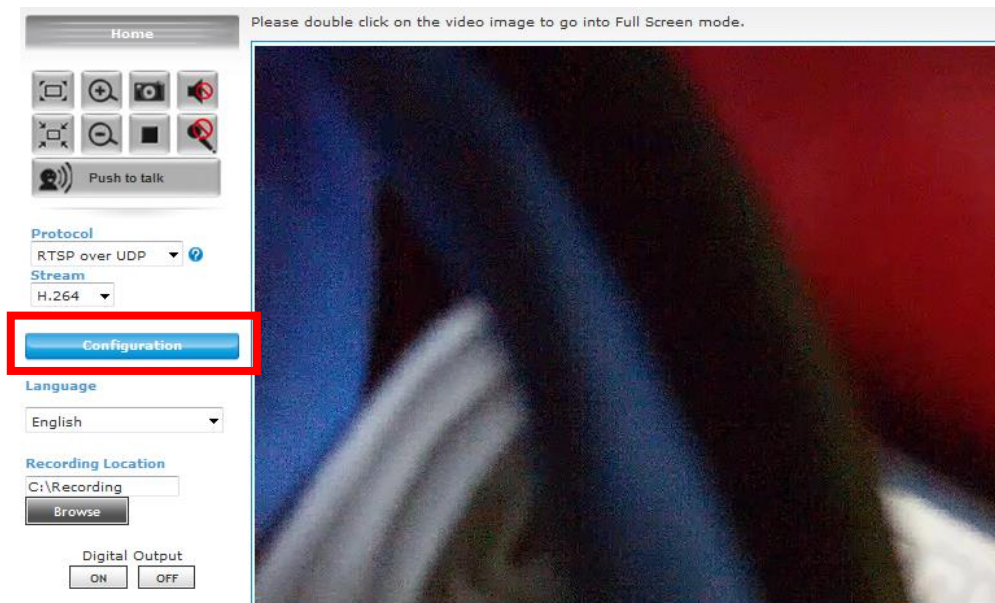 Home
Please double click on the video image to go into Full Screen mode.
Push to talk
Protocol
RTSP over UDP
Stream
H.264
Configuration
Language
English
Recording Location
C:\Recording
Browse
Digital Output
ON OFF